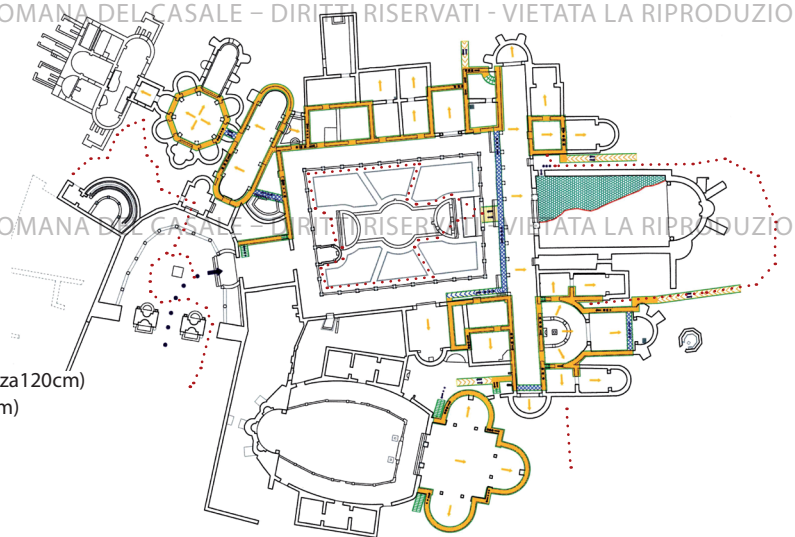 OMANA DEL CASALE – DIRITTI RISERVATI - VIETATA LA RIPRODUZIO
OMANA DEL CASALE – DIRITTI RISERVATI - VIETATA LA RIPRODUZIO
za120cm)
m)